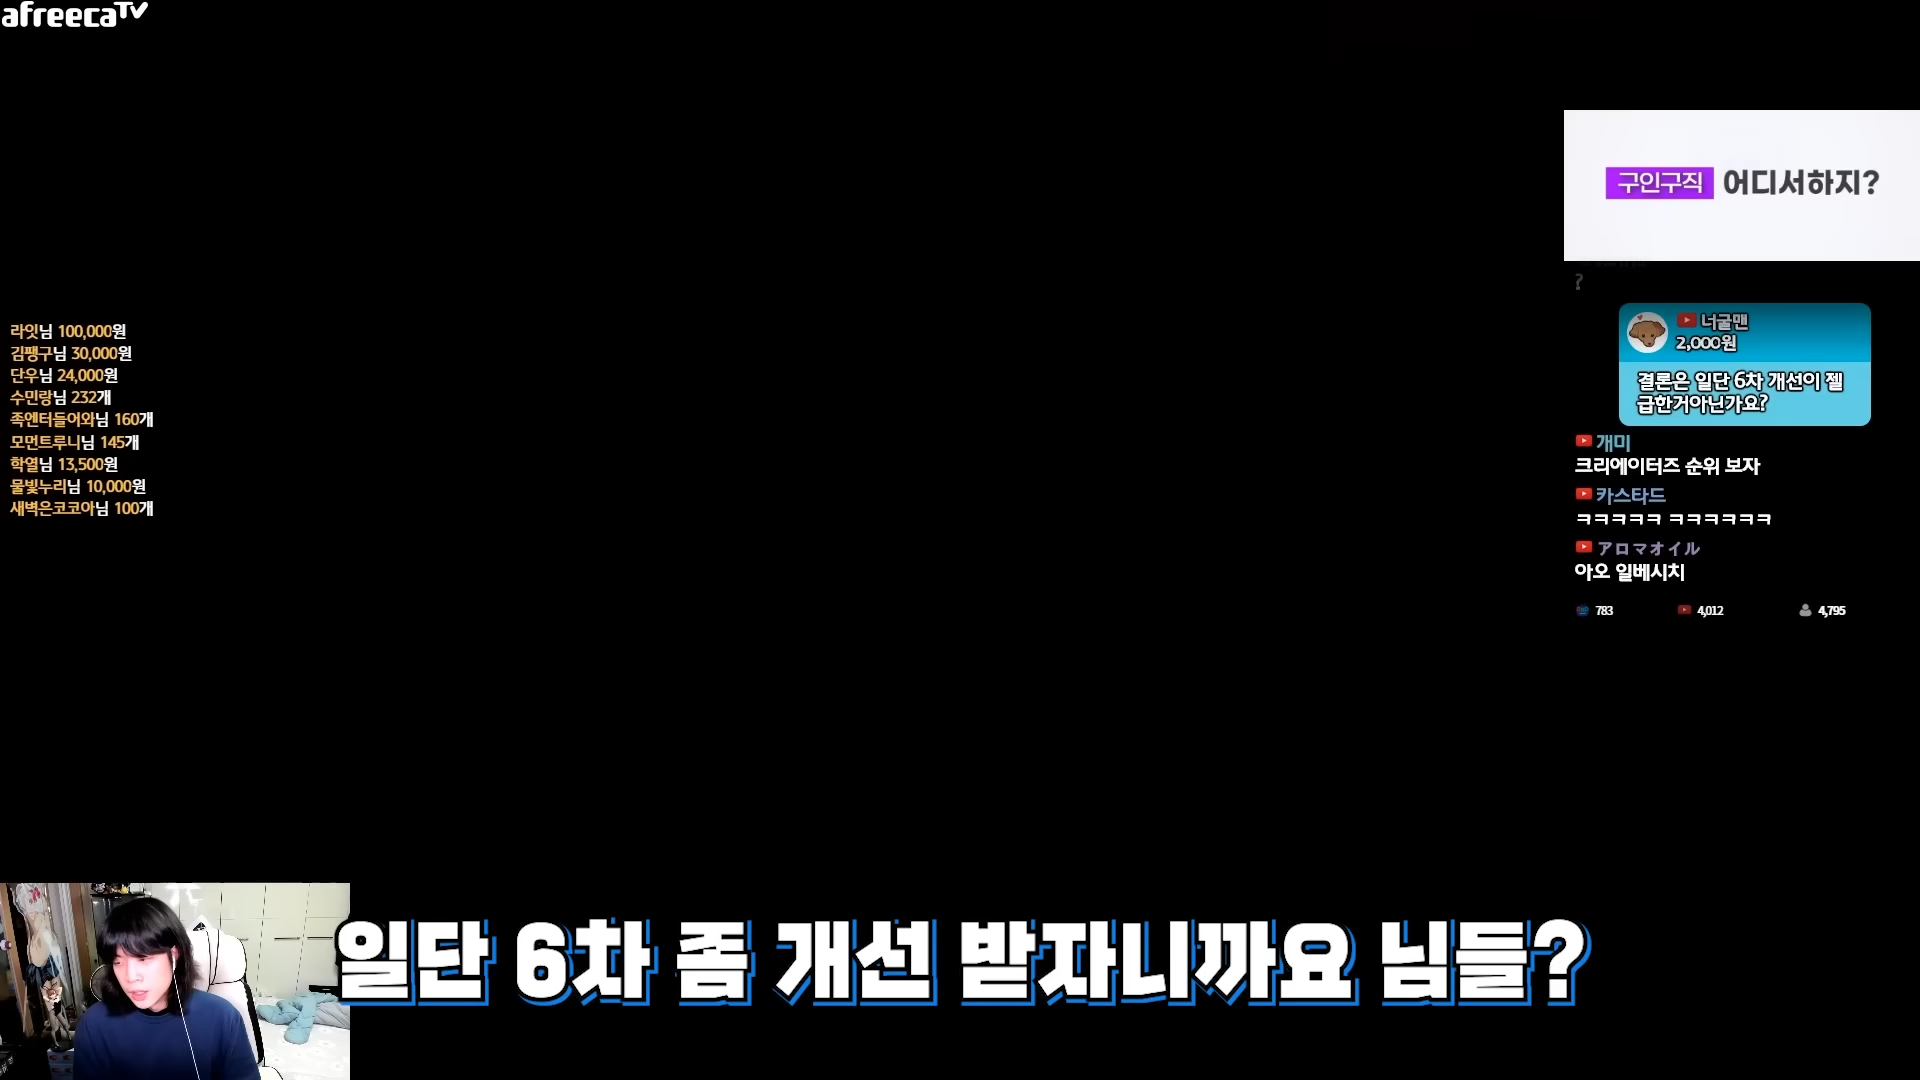 afreecaTV
구인구직 어디서하지?
?
라잇님 100,000원
김팽구님 30,000원
단우님 24,000원
수민랑님 232개
족엔터들어와님 160개
모먼트루니님 145개
학열님 13,500원
물빛누리님 10,000원
새벽은코코아님 100개
너굴맨
2,000원
결론은 일단 6차 개선이 젤
급한거아닌가요?
개미
크리에이터즈 순위 보자
카스타드
ㅋㅋㅋㅋㅋ ㅋㅋㅋㅋㅋㅋ
アロマオイル
아오 일베시치
783 4,012 4,795
일단 6차 좀 개선 받자니까요 님들?